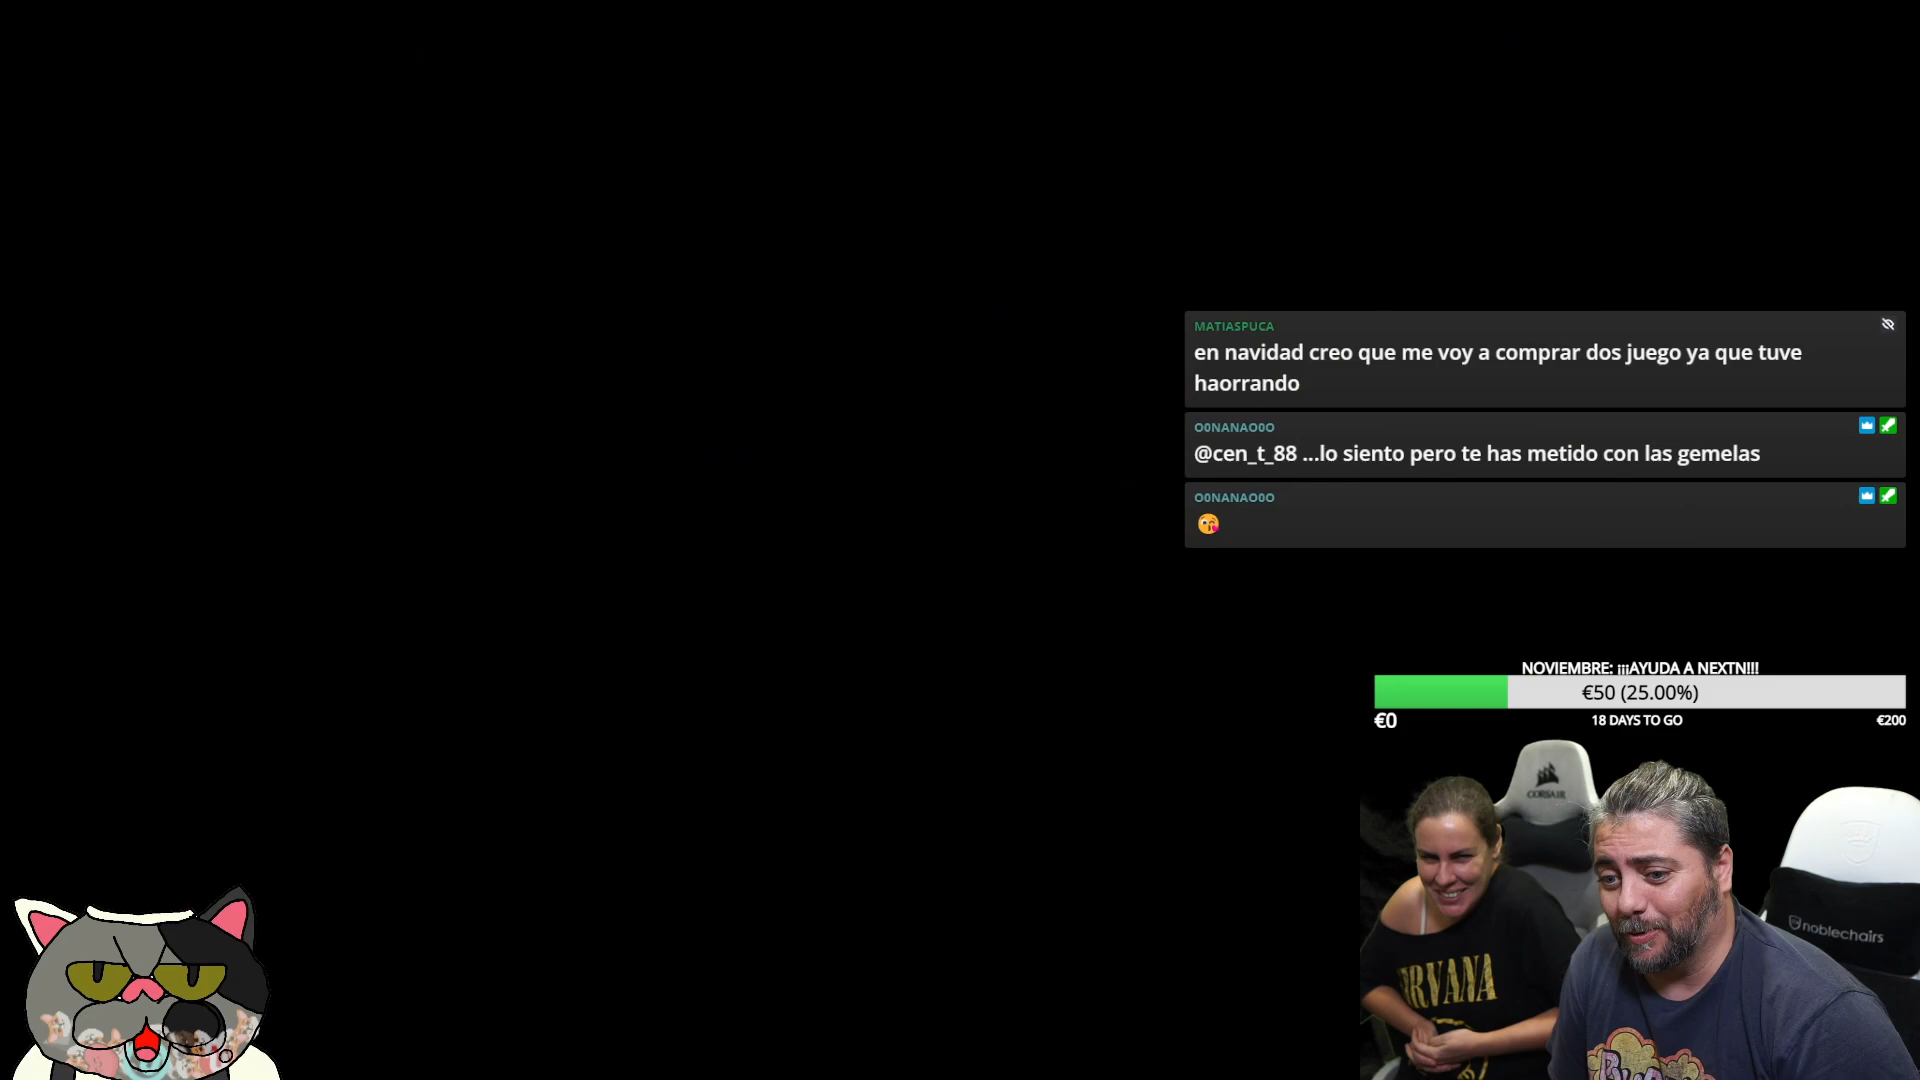 MATIASPUCA
en navidad creo que me voy a comprar dos juego ya que tuve
haorrando
O0NANAO0O
@cen_t_88 ...lo siento pero te has metido con las gemelas
O0NANAO0O
NOVIEMBRE: ¡¡¡AYUDA A NEXTN!!!
€50 (25.00%)
€0 18 DAYS TO GO €200
CORSAIR
noblechairs
NIRVANA